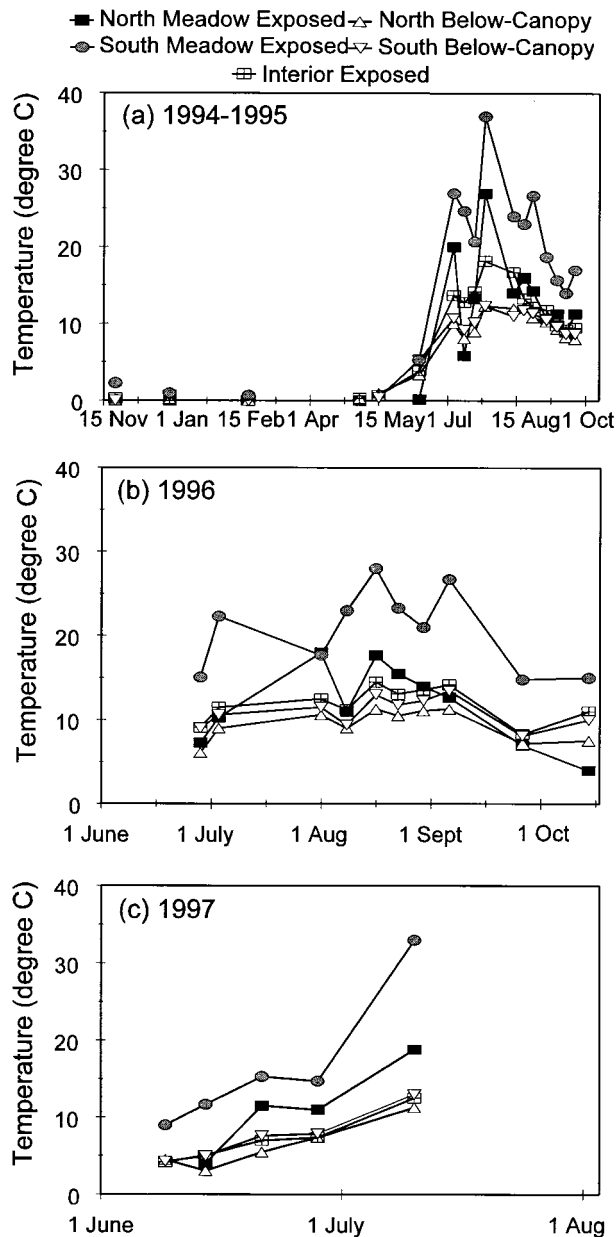 North Meadow Exposed North Below-Canopy
South Meadow Exposed South Below-Canopy
Interior Exposed
Temperature (degree C)
40
30
20
10
0
(a) 1994-1995
15 Nov 1 Jan 15 Feb 1 Apr 15 May 1 Jul 15 Aug 1 Oct
Temperature (degree C)
40
30
20
10
0
(b) 1996
1 June 1 July 1 Aug 1 Sept 1 Oct
Temperature (degree C)
40
30
20
10
0
(c) 1997
1 June 1 July 1 Aug